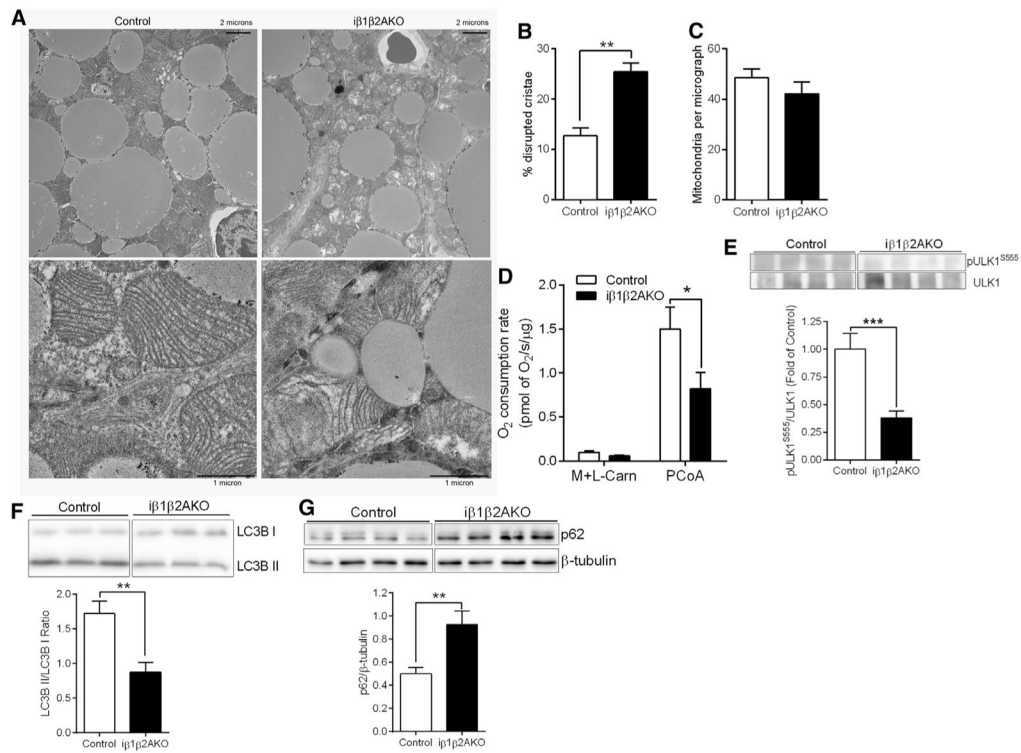 A
Control
2 microns
iβ1β2AKO
2 microns
1 micron
1 micron
B
30
20
10
0
% disrupted cristae
**
Control iβ1β2AKO
C
60
40
20
0
Mitochondria per micrograph
Control iβ1β2AKO
D
Control
iβ1β2AKO
2.0
1.5
1.0
0.5
0.0
O₂ consumption rate
(pmol of O₂/s/µg)
*
M+L-Carn PCoA
E
Control iβ1β2AKO
pULK1S555
ULK1
1.25
1.00
0.75
0.50
0.25
0.00
pULK1S555/ULK1 (Fold of Control)
***
Control iβ1β2AKO
F
Control iβ1β2AKO
LC3B I
LC3B II
2.0
1.5
1.0
0.5
0.0
LC3B II/LC3B I Ratio
**
Control iβ1β2AKO
G
Control iβ1β2AKO
p62
β-tubulin
1.2
1.0
0.8
0.6
0.4
0.2
0.0
p62/β-tubulin
**
Control iβ1β2AKO